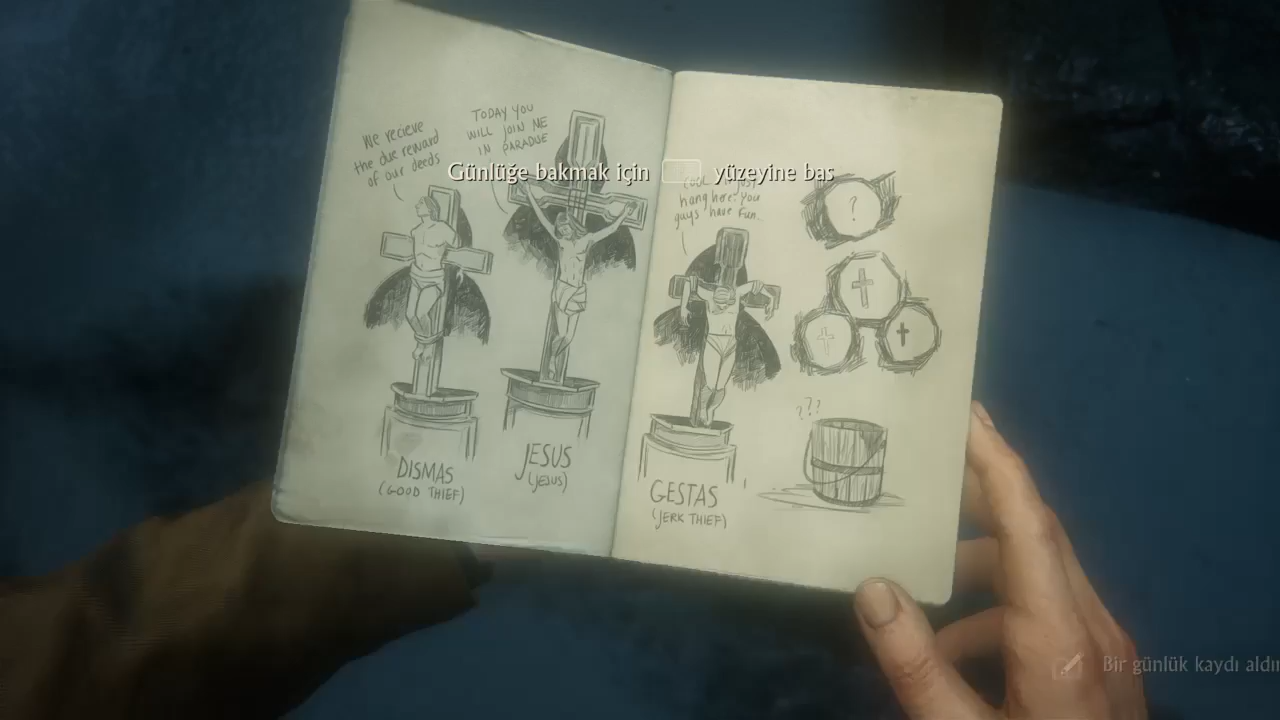 We recieve
the due reward
of our deeds
TODAY YOU
WILL JOIN ME
IN PARADISE
Günlüğe bakmak için yüzeyine bas
hang here. you
guys have fun..
?
???
DISMAS
(GOOD THIEF)
JESUS
(JESUS)
GESTAS
(JERK THIEF)
Bir günlük kaydı aldın